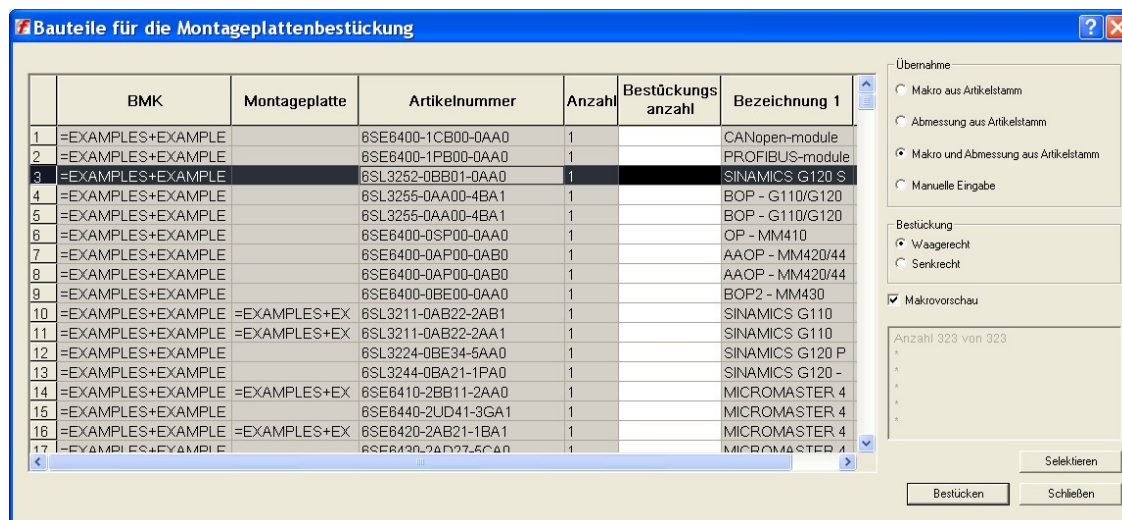 Bauteile für die Montageplattenbestückung
BMK Montageplatte Artikelnummer Anzahl Bestückungs anzahl Bezeichnung 1
1 =EXAMPLES+EXAMPLE 6SE6400-1CB00-0AA0 1 CANopen-module
2 =EXAMPLES+EXAMPLE 6SE6400-1PB00-0AA0 1 PROFIBUS-module
3 =EXAMPLES+EXAMPLE 6SL3252-0BB01-0AA0 1 SINAMICS G120 S
4 =EXAMPLES+EXAMPLE 6SL3255-0AA00-4BA1 1 BOP - G110/G120
5 =EXAMPLES+EXAMPLE 6SL3255-0AA00-4BA1 1 BOP - G110/G120
6 =EXAMPLES+EXAMPLE 6SE6400-0SP00-0AA0 1 OP - MM410
7 =EXAMPLES+EXAMPLE 6SE6400-0AP00-0AB0 1 AAOP - MM420/44
8 =EXAMPLES+EXAMPLE 6SE6400-0AP00-0AB0 1 AAOP - MM420/44
9 =EXAMPLES+EXAMPLE 6SE6400-0BE00-0AA0 1 BOP2 - MM430
10 =EXAMPLES+EXAMPLE =EXAMPLES+EX 6SL3211-0AB22-2AB1 1 SINAMICS G110
11 =EXAMPLES+EXAMPLE =EXAMPLES+EX 6SL3211-0AB22-2AA1 1 SINAMICS G110
12 =EXAMPLES+EXAMPLE 6SL3224-0BE34-5AA0 1 SINAMICS G120 P
13 =EXAMPLES+EXAMPLE 6SL3244-0BA21-1PA0 1 SINAMICS G120 -
14 =EXAMPLES+EXAMPLE =EXAMPLES+EX 6SE6410-2BB11-2AA0 1 MICROMASTER 4
15 =EXAMPLES+EXAMPLE 6SE6440-2UD41-3GA1 1 MICROMASTER 4
16 =EXAMPLES+EXAMPLE =EXAMPLES+EX 6SE6420-2AB21-1BA1 1 MICROMASTER 4
17 =EXAMPLES+EXAMPLE 6SE6430-2AD27-5CA0 1 MICROMASTER 4
Übernahme
Makro aus Artikelstamm
Abmessung aus Artikelstamm
Makro und Abmessung aus Artikelstamm
Manuelle Eingabe
Bestückung
Waagerecht
Senkrecht
Makrovorschau
Anzahl 323 von 323
*
*
*
*
*
Selektieren
Bestücken Schließen